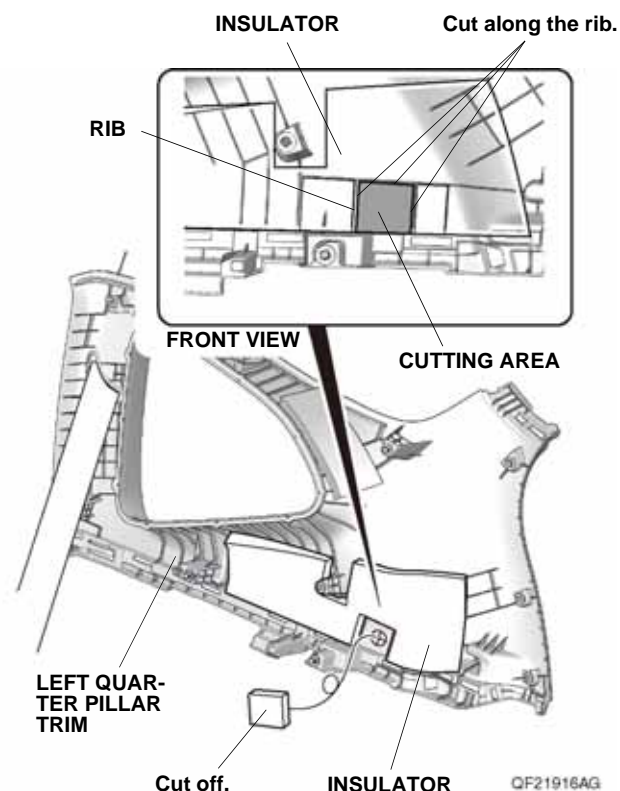 INSULATOR
Cut along the rib.
RIB
FRONT VIEW
CUTTING AREA
LEFT QUAR-
TER PILLAR
TRIM
Cut off.
INSULATOR
QF21916AG